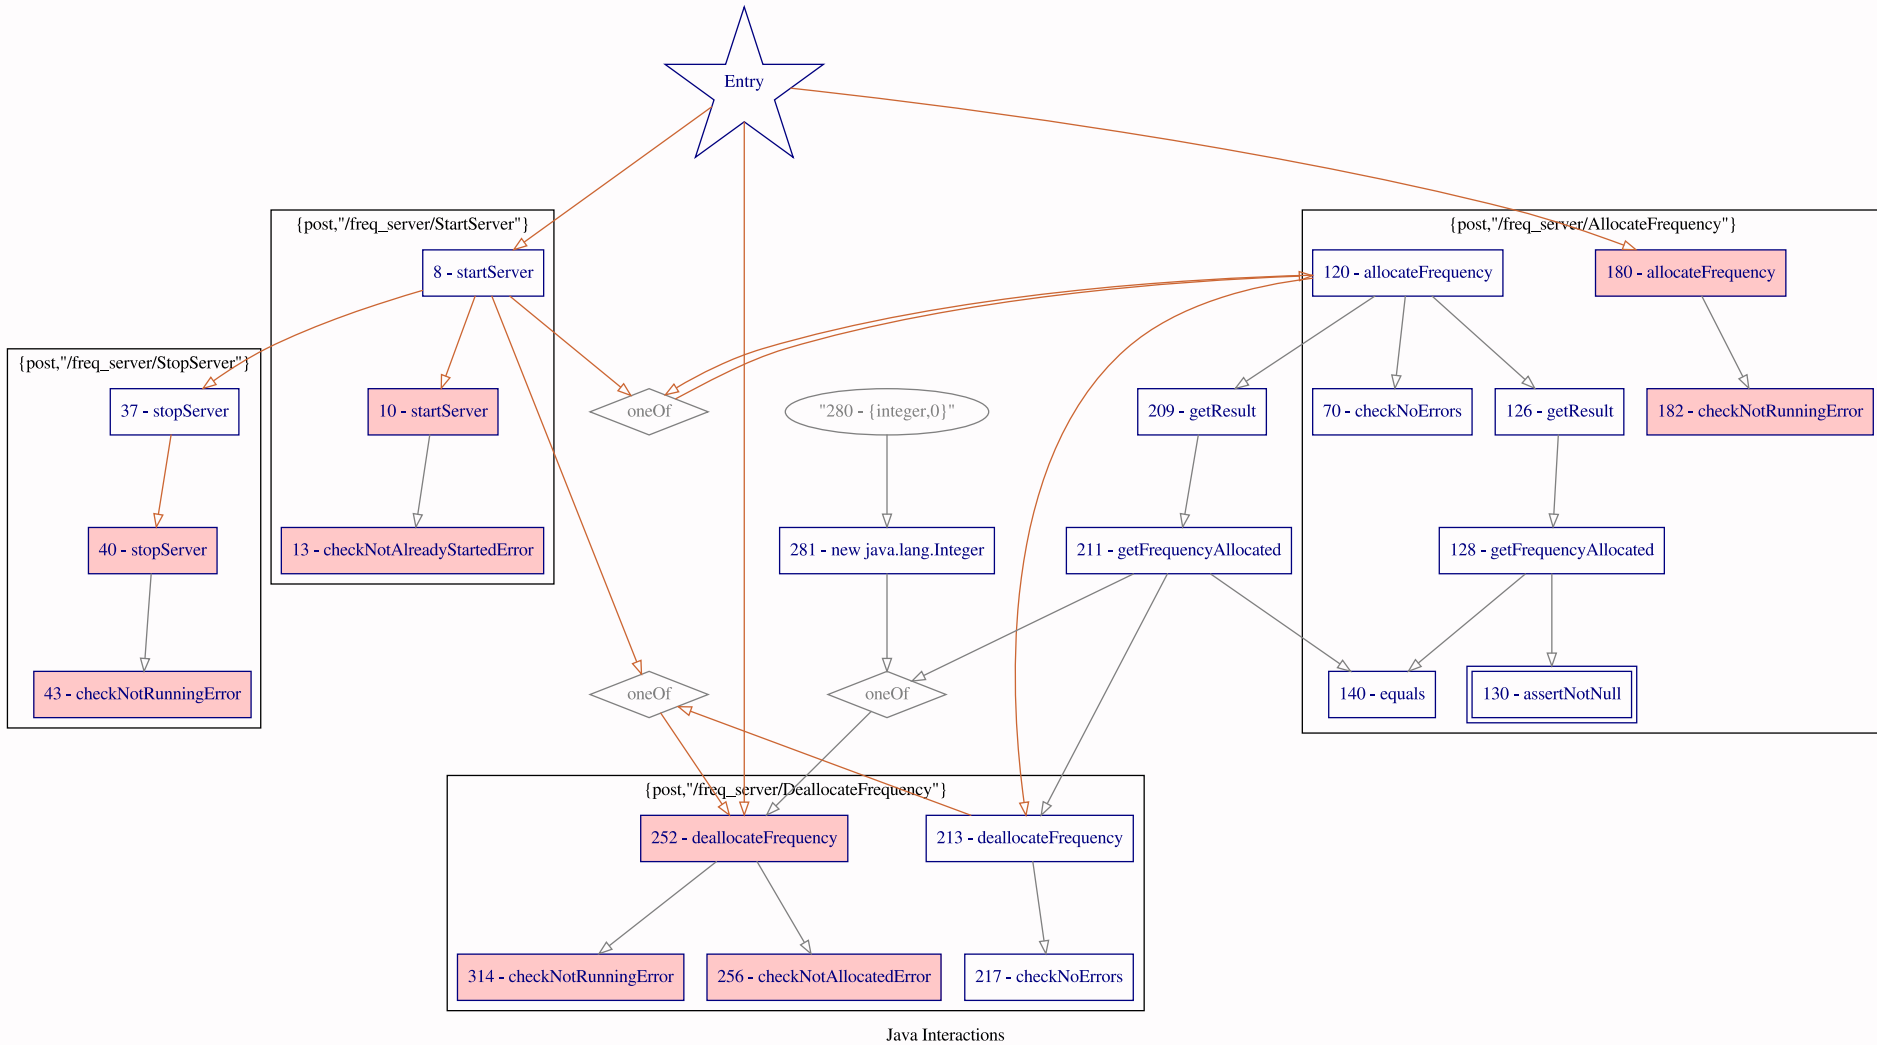 Entry
{post,"/freq_server/StartServer"}
{post,"/freq_server/AllocateFrequency"}
8 - startServer
120 - allocateFrequency
180 - allocateFrequency
{post,"/freq_server/StopServer"}
37 - stopServer
10 - startServer
oneOf
"280 - {integer,0}"
209 - getResult
70 - checkNoErrors
126 - getResult
182 - checkNotRunningError
40 - stopServer
13 - checkNotAlreadyStartedError
281 - new java.lang.Integer
211 - getFrequencyAllocated
128 - getFrequencyAllocated
43 - checkNotRunningError
oneOf
oneOf
140 - equals
130 - assertNotNull
{post,"/freq_server/DeallocateFrequency"}
252 - deallocateFrequency
213 - deallocateFrequency
314 - checkNotRunningError
256 - checkNotAllocatedError
217 - checkNoErrors
Java Interactions